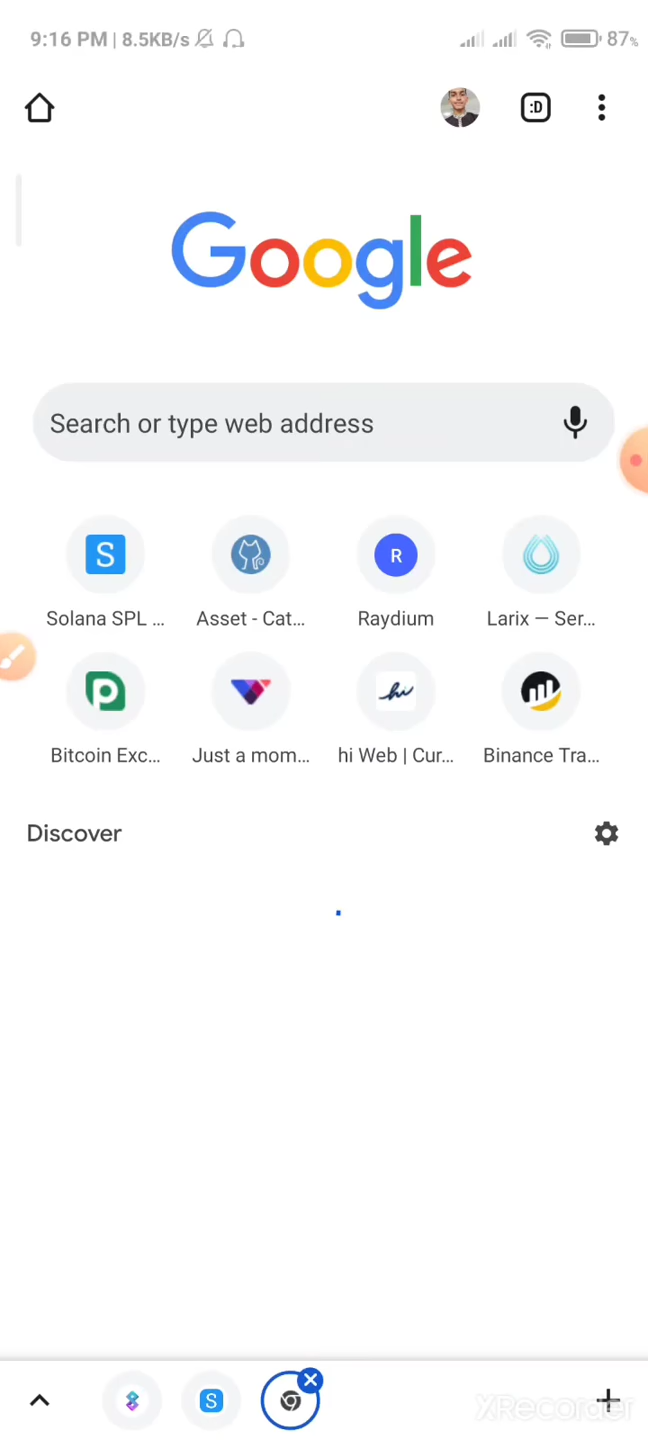 9:16 PM | 8.5KB/s 87%
:D
Google
Search or type web address
S R
Solana SPL ... Asset - Cat... Raydium Larix — Ser...
hi
Bitcoin Exc... Just a mom... hi Web | Cur... Binance Tra...
Discover
S
XRecorder